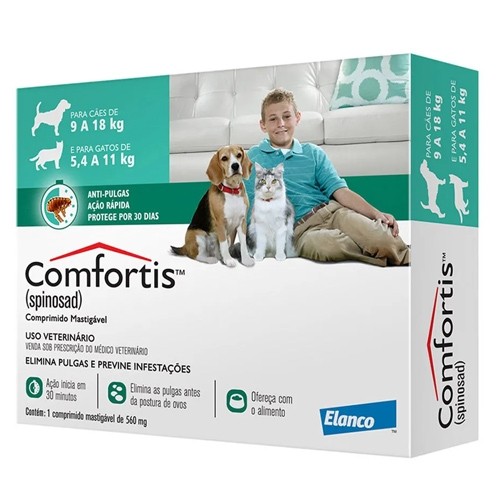 PARA CÃES DE
9 A 18 kg
E PARA GATOS DE
5,4 A 11 kg
ANTI-PULGAS
AÇÃO RÁPIDA
PROTEGE POR 30 DIAS
Comfortis™
(spinosad)
Comprimido Mastigável
USO VETERINÁRIO
VENDA SOB PRESCRIÇÃO DO MÉDICO VETERINÁRIO
ELIMINA PULGAS E PREVINE INFESTAÇÕES
Ação inicia em
30 minutos
Elimina as pulgas antes
da postura de ovos
Ofereça com
o alimento
Contém: 1 comprimido mastigável de 560 mg
Elanco™
PARA CÃES DE
9 A 18 kg
E PARA GATOS DE
5,4 A 11 kg
Comfortis™
(spinosad)